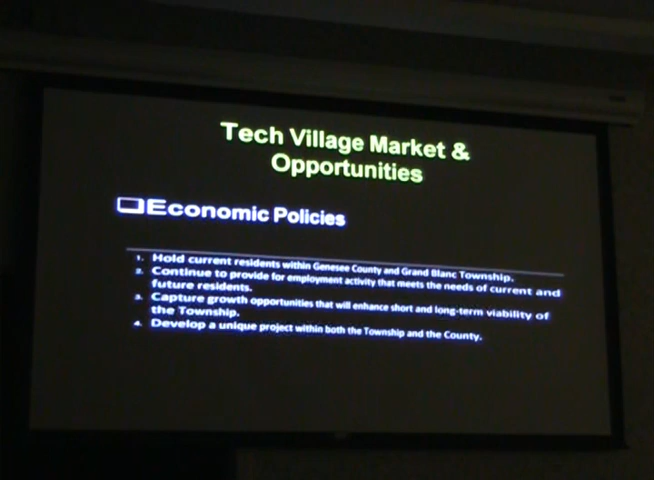 Tech Village Market &
Opportunities
Economic Policies
1. Hold current residents within Genesee County and Grand Blanc Township.
2. Continue to provide for employment activity that meets the needs of current and
future residents.
3. Capture growth opportunities that will enhance short and long-term viability of
the Township.
4. Develop a unique project within both the Township and the County.